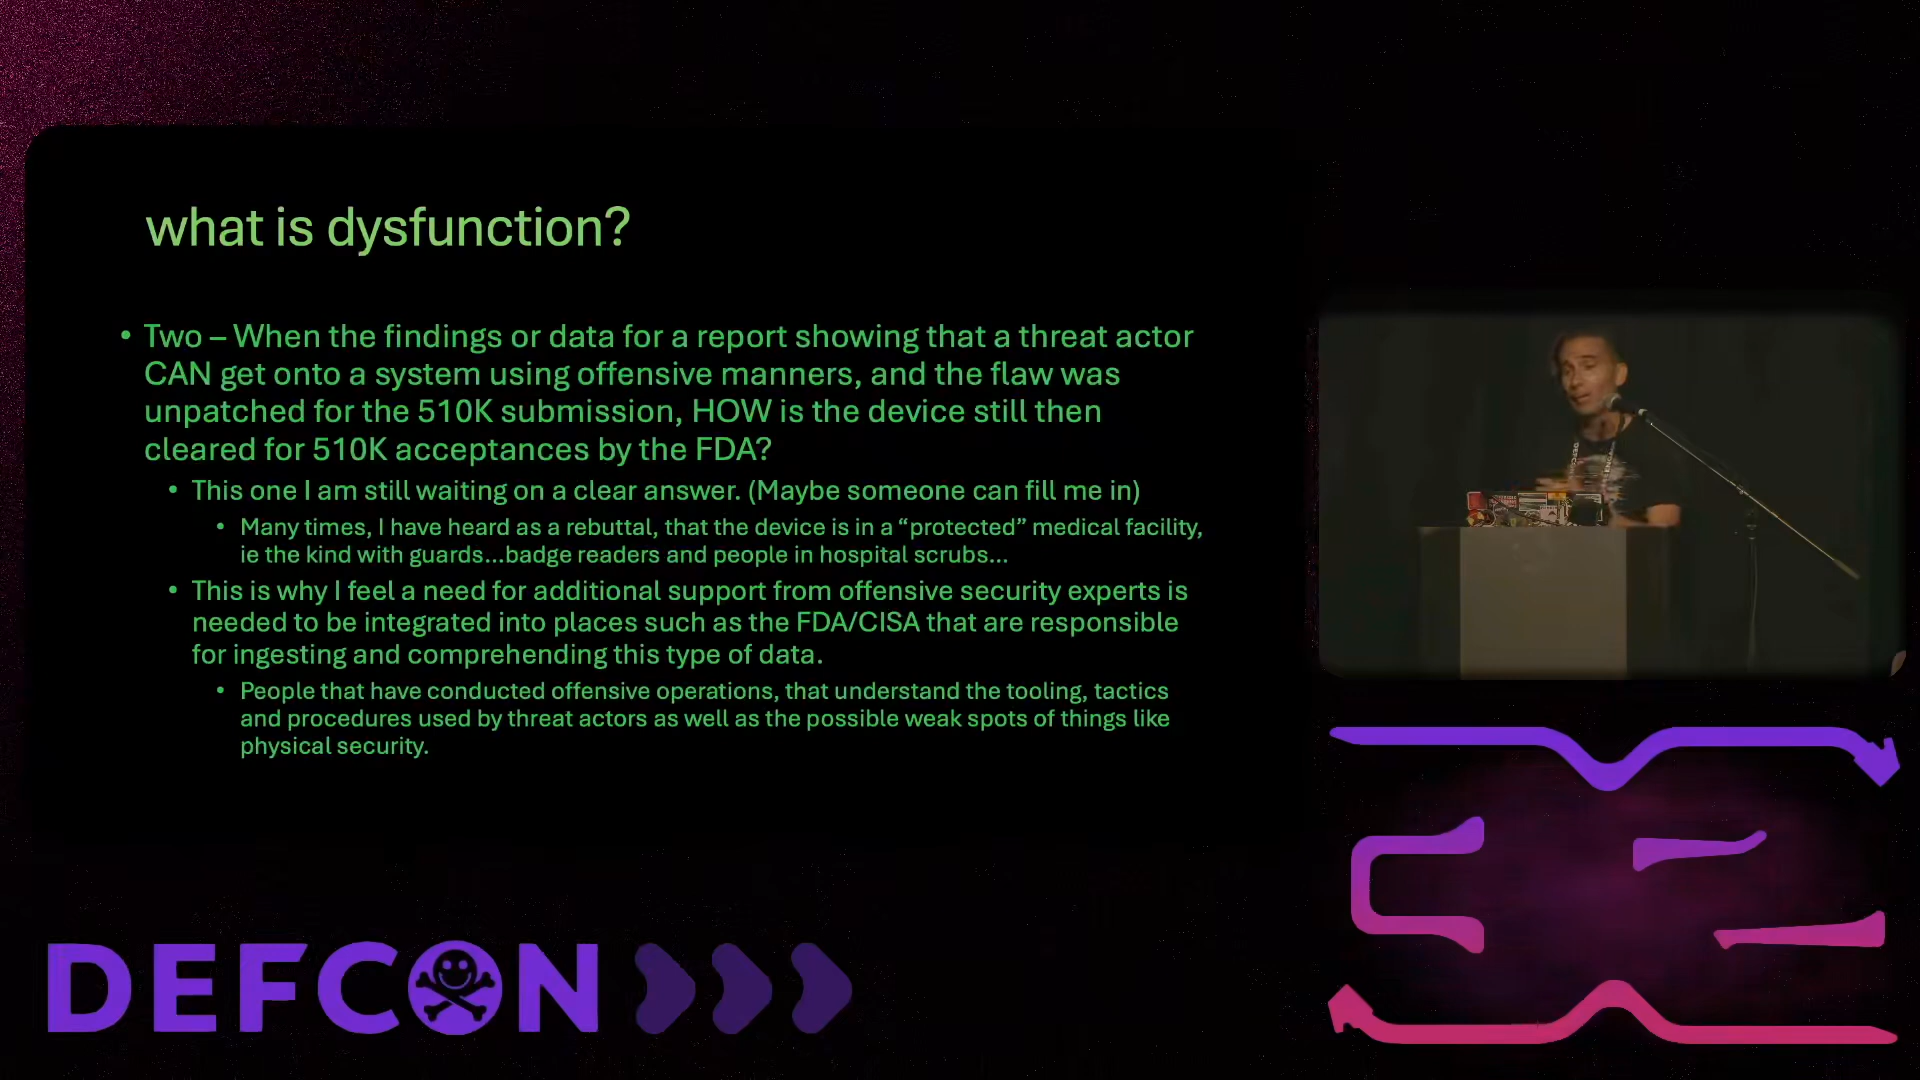 what is dysfunction?
• Two – When the findings or data for a report showing that a threat actor
CAN get onto a system using offensive manners, and the flaw was
unpatched for the 510K submission, HOW is the device still then
cleared for 510K acceptances by the FDA?
• This one I am still waiting on a clear answer. (Maybe someone can fill me in)
• Many times, I have heard as a rebuttal, that the device is in a “protected” medical facility,
ie the kind with guards…badge readers and people in hospital scrubs…
• This is why I feel a need for additional support from offensive security experts is
needed to be integrated into places such as the FDA/CISA that are responsible
for ingesting and comprehending this type of data.
• People that have conducted offensive operations, that understand the tooling, tactics
and procedures used by threat actors as well as the possible weak spots of things like
physical security.
DEFCON